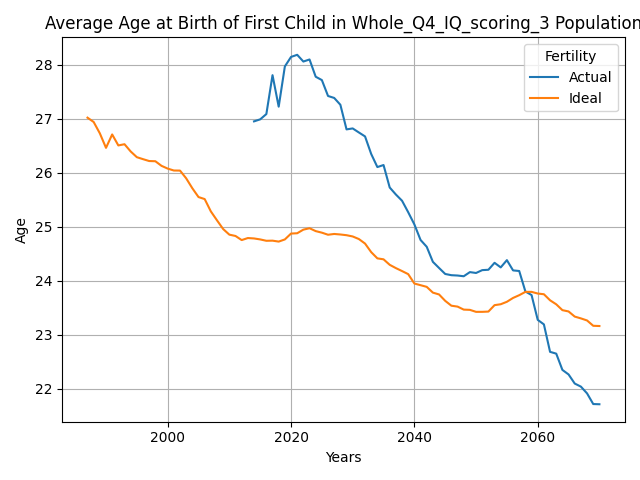 Average Age at Birth of First Child in Whole_Q4_IQ_scoring_3 Population
Fertility
Actual
Ideal
Age
28
27
26
25
24
23
22
2000
2020
2040
2060
Years